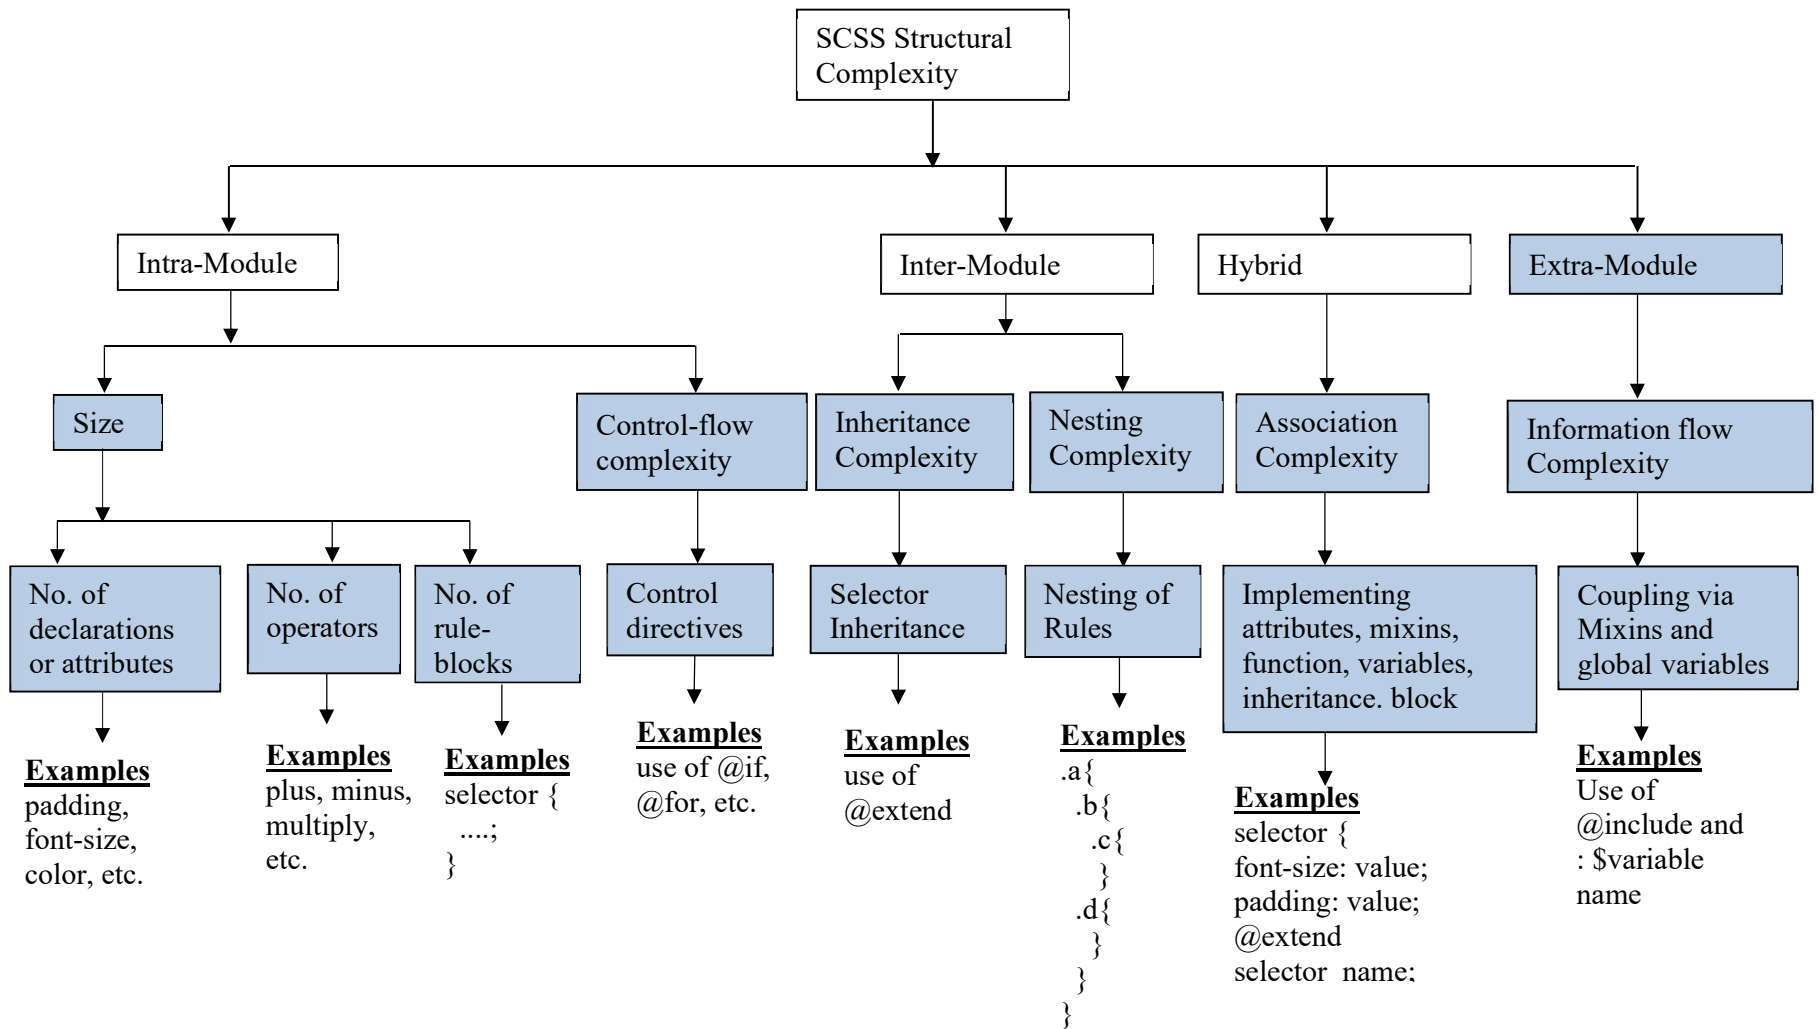 SCSS Structural
Complexity
Intra-Module
Inter-Module
Hybrid
Extra-Module
Size
Control-flow
complexity
Inheritance
Complexity
Nesting
Complexity
Association
Complexity
Information flow
Complexity
No. of
declarations
or attributes
No. of
operators
No. of
rule-
blocks
Control
directives
Selector
Inheritance
Nesting of
Rules
Implementing
attributes, mixins,
function, variables,
inheritance. block
Coupling via
Mixins and
global variables
Examples
padding,
font-size,
color, etc.
Examples
plus, minus,
multiply,
etc.
Examples
selector {
....;
}
Examples
use of @if,
@for, etc.
Examples
use of
@extend
Examples
.a{
.b{
.c{
}
.d{
}
}
}
Examples
selector {
font-size: value;
padding: value;
@extend
selector_name;
Examples
Use of
@include and
: $variable
name